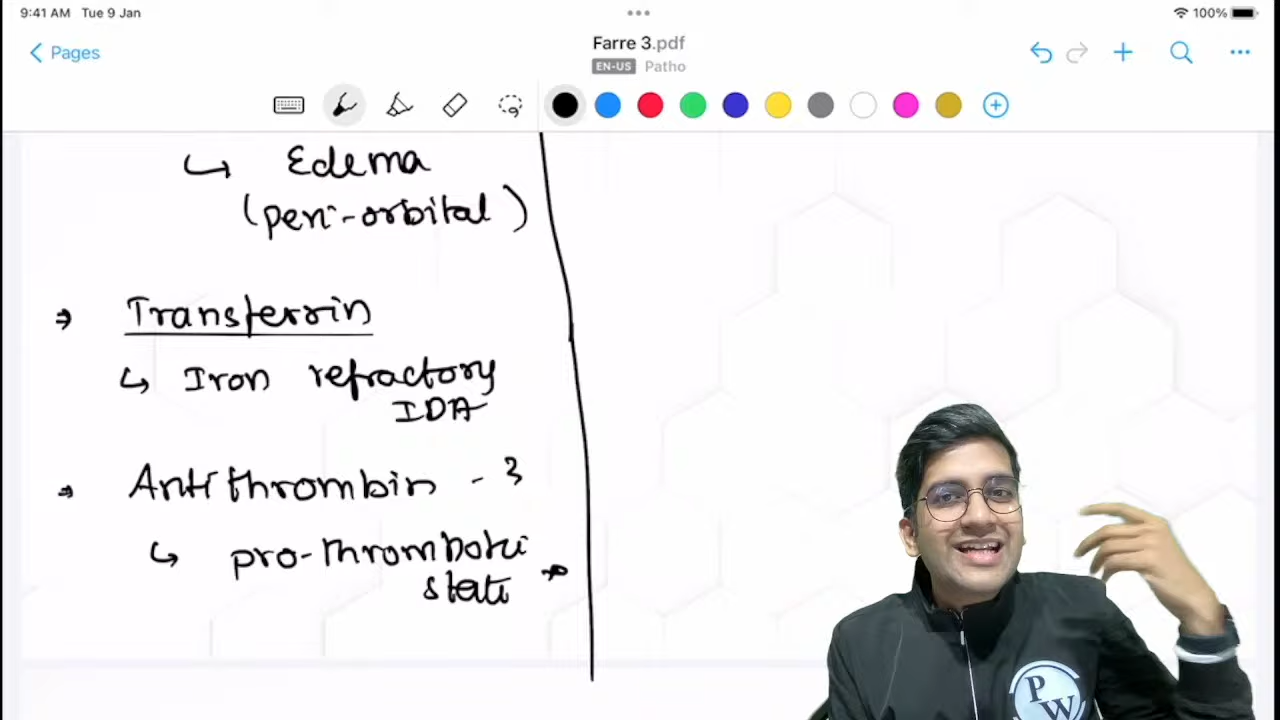 9:41 AM Tue 9 Jan
100%
Pages
Farre 3.pdf
EN-US Patho
↳ Edema
(peri-orbital)
⇒ Transferrin
↳ Iron refractory
IDA
⇒ Antithrombin - 3
↳ pro-thrombotic
state
P
W